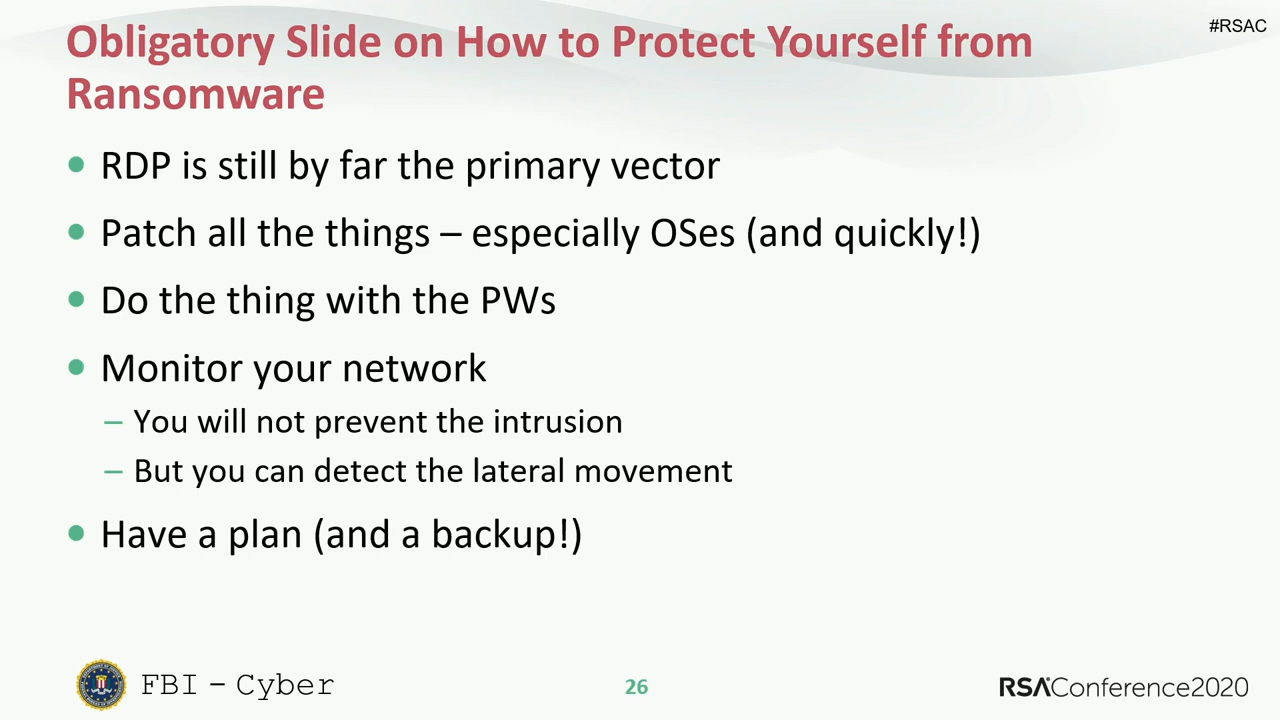 #RSAC
Obligatory Slide on How to Protect Yourself from
Ransomware
• RDP is still by far the primary vector
• Patch all the things – especially OSes (and quickly!)
• Do the thing with the PWs
• Monitor your network
– You will not prevent the intrusion
– But you can detect the lateral movement
• Have a plan (and a backup!)
FBI - Cyber
26
RSAConference2020